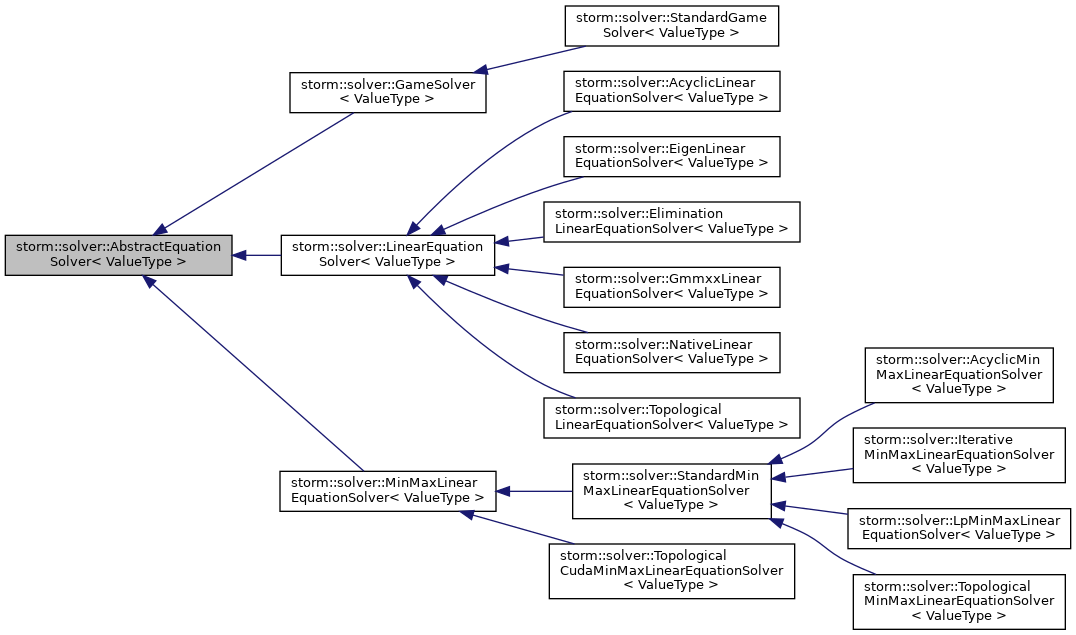 storm::solver::StandardGame
Solver< ValueType >
storm::solver::GameSolver
< ValueType >
storm::solver::AcyclicLinear
EquationSolver< ValueType >
storm::solver::EigenLinear
EquationSolver< ValueType >
storm::solver::Elimination
LinearEquationSolver< ValueType >
storm::solver::AbstractEquation
Solver< ValueType >
storm::solver::LinearEquation
Solver< ValueType >
storm::solver::GmmxxLinear
EquationSolver< ValueType >
storm::solver::NativeLinear
EquationSolver< ValueType >
storm::solver::Topological
LinearEquationSolver< ValueType >
storm::solver::AcyclicMin
MaxLinearEquationSolver
< ValueType >
storm::solver::Iterative
MinMaxLinearEquationSolver
< ValueType >
storm::solver::MinMaxLinear
EquationSolver< ValueType >
storm::solver::StandardMin
MaxLinearEquationSolver
< ValueType >
storm::solver::LpMinMaxLinear
EquationSolver< ValueType >
storm::solver::Topological
CudaMinMaxLinearEquationSolver
< ValueType >
storm::solver::Topological
MinMaxLinearEquationSolver
< ValueType >